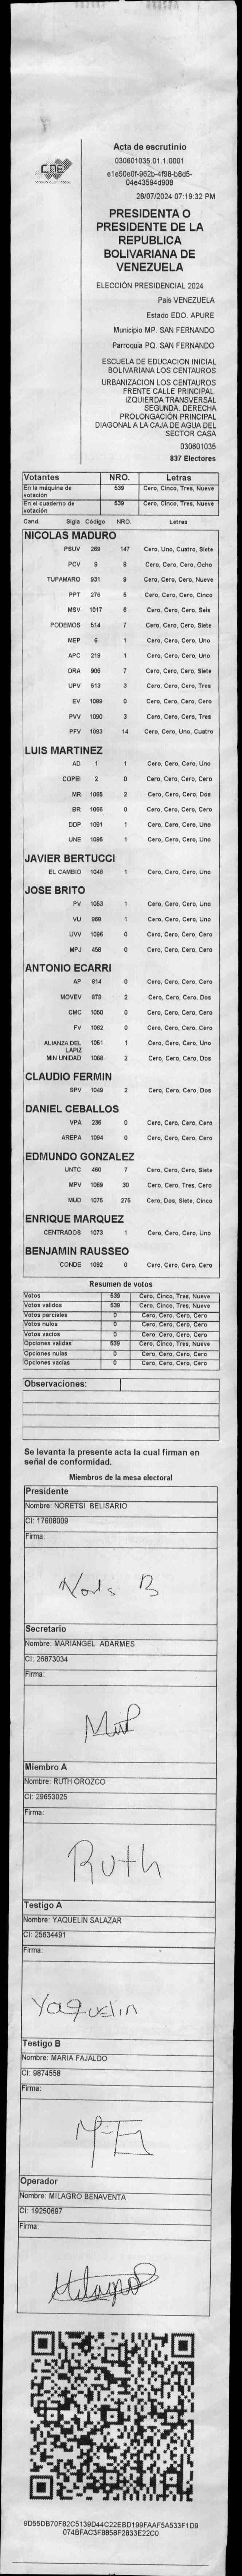 CNE
Acta de escrutinio
030601035.01.1.0001
e1e50e0f-962b-4f98-b8d5-
04e43594d908
28/07/2024 07:19:32 PM
PRESIDENTA O
PRESIDENTE DE LA
REPUBLICA
BOLIVARIANA DE
VENEZUELA
ELECCIÓN PRESIDENCIAL 2024
País VENEZUELA
Estado EDO. APURE
Municipio MP. SAN FERNANDO
Parroquia PQ. SAN FERNANDO
ESCUELA DE EDUCACION INICIAL
BOLIVARIANA LOS CENTAUROS
URBANIZACION LOS CENTAUROS
FRENTE CALLE PRINCIPAL.
IZQUIERDA TRANSVERSAL
SEGUNDA. DERECHA
PROLONGACIÓN PRINCIPAL
DIAGONAL A LA CAJA DE AGUA DEL
SECTOR CASA
030601035
837 Electores
Votantes NRO. Letras
En la máquina de votación 539 Cero, Cinco, Tres, Nueve
En el cuaderno de votación 539 Cero, Cinco, Tres, Nueve
Cand. Sigla Código NRO. Letras
NICOLAS MADURO
PSUV 269 147 Cero, Uno, Cuatro, Siete
PCV 9 8 Cero, Cero, Cero, Ocho
TUPAMARO 931 9 Cero, Cero, Cero, Nueve
PPT 276 5 Cero, Cero, Cero, Cinco
MSV 1017 6 Cero, Cero, Cero, Seis
PODEMOS 514 7 Cero, Cero, Cero, Siete
MEP 6 1 Cero, Cero, Cero, Uno
APC 219 1 Cero, Cero, Cero, Uno
ORA 906 7 Cero, Cero, Cero, Siete
UPV 513 3 Cero, Cero, Cero, Tres
EV 1099 0 Cero, Cero, Cero, Cero
PVV 1090 3 Cero, Cero, Cero, Tres
PFV 1093 14 Cero, Cero, Uno, Cuatro
LUIS MARTINEZ
AD 1 1 Cero, Cero, Cero, Uno
COPEI 2 0 Cero, Cero, Cero, Cero
MR 1065 2 Cero, Cero, Cero, Dos
BR 1066 0 Cero, Cero, Cero, Cero
DDP 1091 1 Cero, Cero, Cero, Uno
UNE 1095 1 Cero, Cero, Cero, Uno
JAVIER BERTUCCI
EL CAMBIO 1048 1 Cero, Cero, Cero, Uno
JOSE BRITO
PV 1053 1 Cero, Cero, Cero, Uno
VU 868 1 Cero, Cero, Cero, Uno
UVV 1096 0 Cero, Cero, Cero, Cero
MPJ 458 0 Cero, Cero, Cero, Cero
ANTONIO ECARRI
AP 814 0 Cero, Cero, Cero, Cero
MOVEV 879 2 Cero, Cero, Cero, Dos
CMC 1050 0 Cero, Cero, Cero, Cero
FV 1062 0 Cero, Cero, Cero, Cero
ALIANZA DEL LAPIZ 1051 1 Cero, Cero, Cero, Uno
MIN UNIDAD 1068 2 Cero, Cero, Cero, Dos
CLAUDIO FERMIN
SPV 1049 2 Cero, Cero, Cero, Dos
DANIEL CEBALLOS
VPA 236 0 Cero, Cero, Cero, Cero
AREPA 1094 0 Cero, Cero, Cero, Cero
EDMUNDO GONZALEZ
UNTC 460 7 Cero, Cero, Cero, Siete
MPV 1069 30 Cero, Cero, Tres, Cero
MUD 1075 275 Cero, Dos, Siete, Cinco
ENRIQUE MARQUEZ
CENTRADOS 1073 1 Cero, Cero, Cero, Uno
BENJAMIN RAUSSEO
CONDE 1092 0 Cero, Cero, Cero, Cero
Resumen de votos
Votos 539 Cero, Cinco, Tres, Nueve
Votos validos 539 Cero, Cinco, Tres, Nueve
Votos parciales 0 Cero, Cero, Cero, Cero
Votos nulos 0 Cero, Cero, Cero, Cero
Votos vacios 0 Cero, Cero, Cero, Cero
Opciones validas 539 Cero, Cinco, Tres, Nueve
Opciones nulas 0 Cero, Cero, Cero, Cero
Opciones vacias 0 Cero, Cero, Cero, Cero
Observaciones:
Se levanta la presente acta la cual firman en
señal de conformidad.
Miembros de la mesa electoral
Presidente
Nombre: NORETSI BELISARIO
CI: 17608009
Firma:
Secretario
Nombre: MARIANGEL ADARMES
CI: 26873034
Firma:
Miembro A
Nombre: RUTH OROZCO
CI: 29653025
Firma:
Ruth
Testigo A
Nombre: YAQUELIN SALAZAR
CI: 25634491
Firma:
Yaquelin
Testigo B
Nombre: MARIA FAJALDO
CI: 9874558
Firma:
Operador
Nombre: MILAGRO BENAVENTA
CI: 19250697
Firma:
Milagro
9D55DB70F82C5139D44C22EBD199FAAF5A533F1D9
074BFAC3F8858F2833E22C0